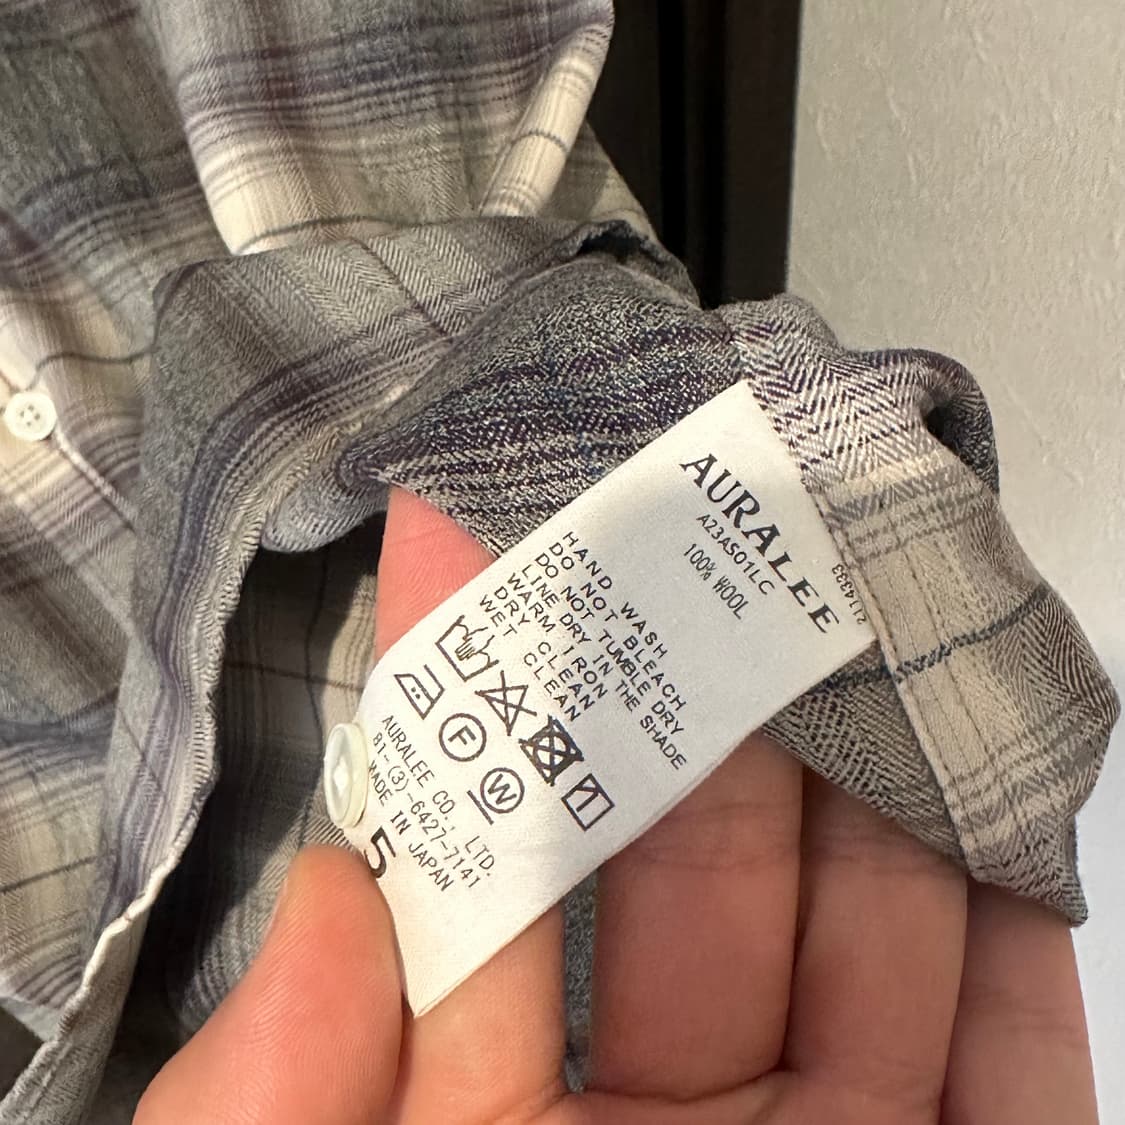 AURALEE
A23AS01LC
100% WOOL
2114333
HAND WASH
DO NOT BLEACH
DO NOT TUMBLE DRY
LINE DRY IN THE SHADE
WARM IRON
DRY CLEAN
WET CLEAN
F
W
AURALEE CO., LTD.
81-(3)-6427-7141
MADE IN JAPAN
5